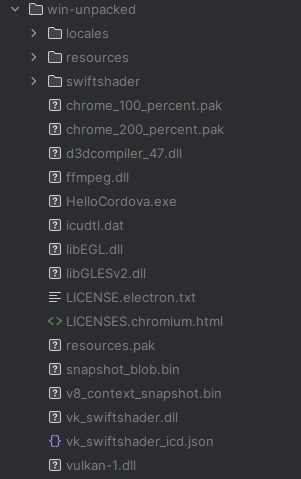 win-unpacked
locales
resources
swiftshader
chrome_100_percent.pak
chrome_200_percent.pak
d3dcompiler_47.dll
ffmpeg.dll
HelloCordova.exe
icudtl.dat
libEGL.dll
libGLESv2.dll
LICENSE.electron.txt
LICENSES.chromium.html
resources.pak
snapshot_blob.bin
v8_context_snapshot.bin
vk_swiftshader.dll
vk_swiftshader_icd.json
vulkan-1.dll